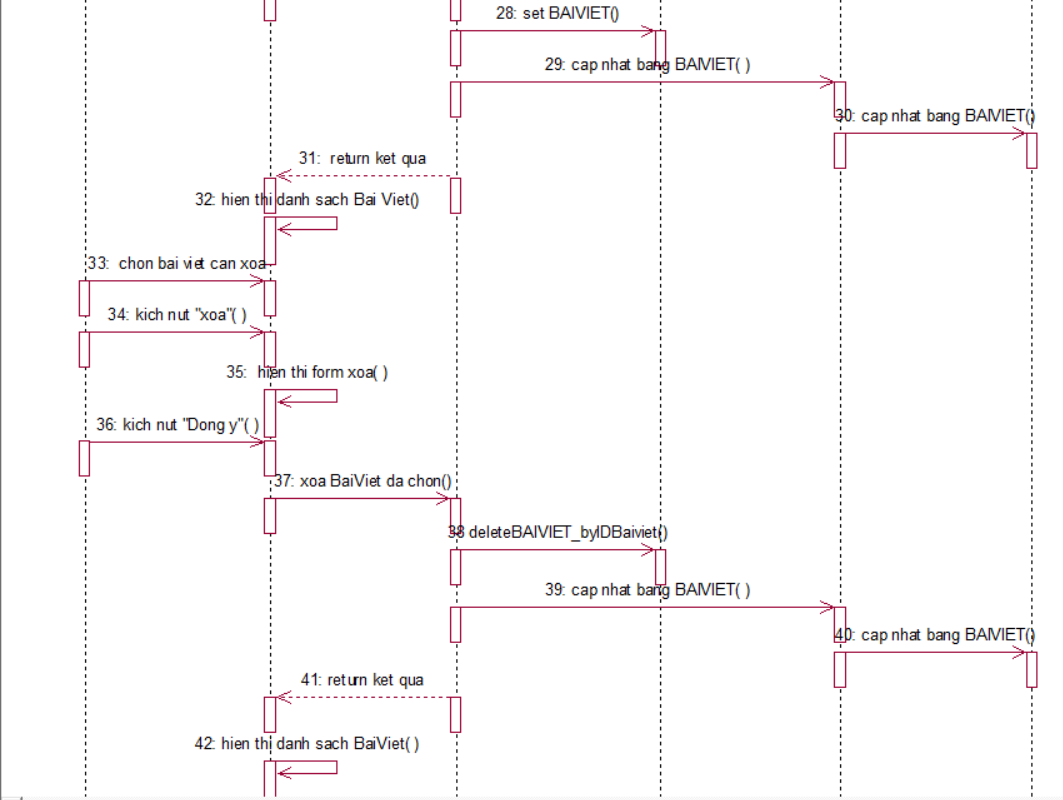 28: set BAIVIET()
29: cap nhat bang BAIVIET( )
30: cap nhat bang BAIVIET()
31: return ket qua
32: hien thi danh sach Bai Viet()
33: chon bai viet can xoa
34: kich nut "xoa"( )
35: hien thi form xoa( )
36: kich nut "Dong y"( )
37: xoa BaiViet da chon()
38 deleteBAIVIET_byIDBaiviet()
39: cap nhat bang BAIVIET( )
40: cap nhat bang BAIVIET()
41: return ket qua
42: hien thi danh sach BaiViet( )